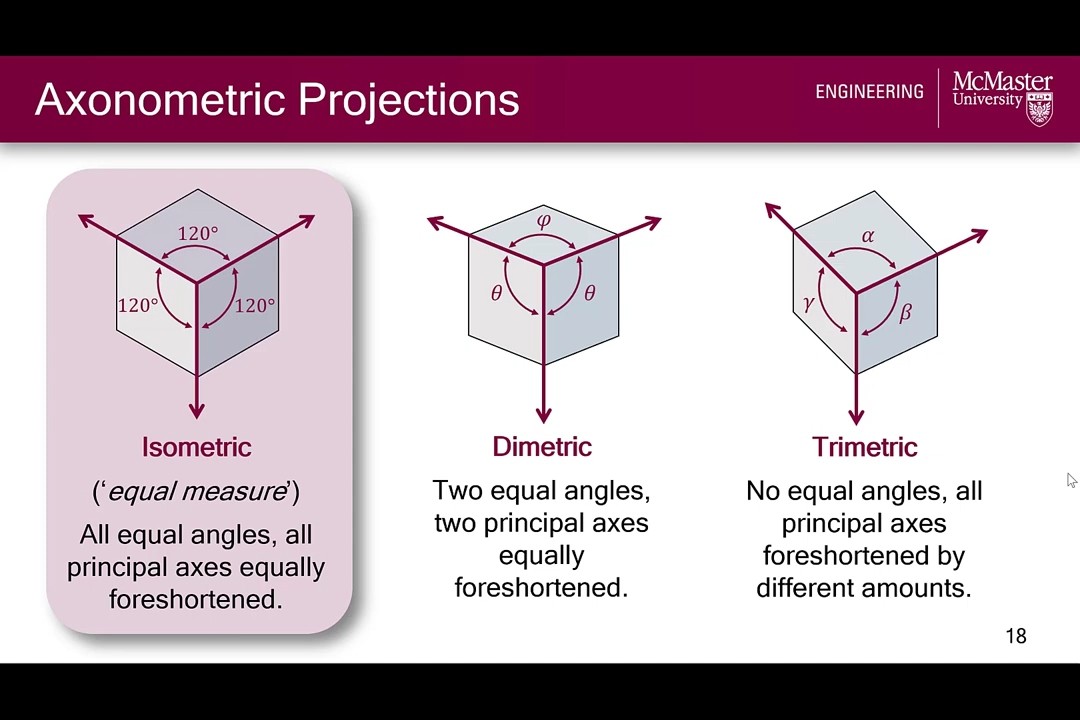 Axonometric Projections
ENGINEERING
McMaster
University
120°
120°
120°
Isometric
('equal measure')
All equal angles, all
principal axes equally
foreshortened.
φ
θ
θ
Dimetric
Two equal angles,
two principal axes
equally
foreshortened.
α
γ
β
Trimetric
No equal angles, all
principal axes
foreshortened by
different amounts.
18